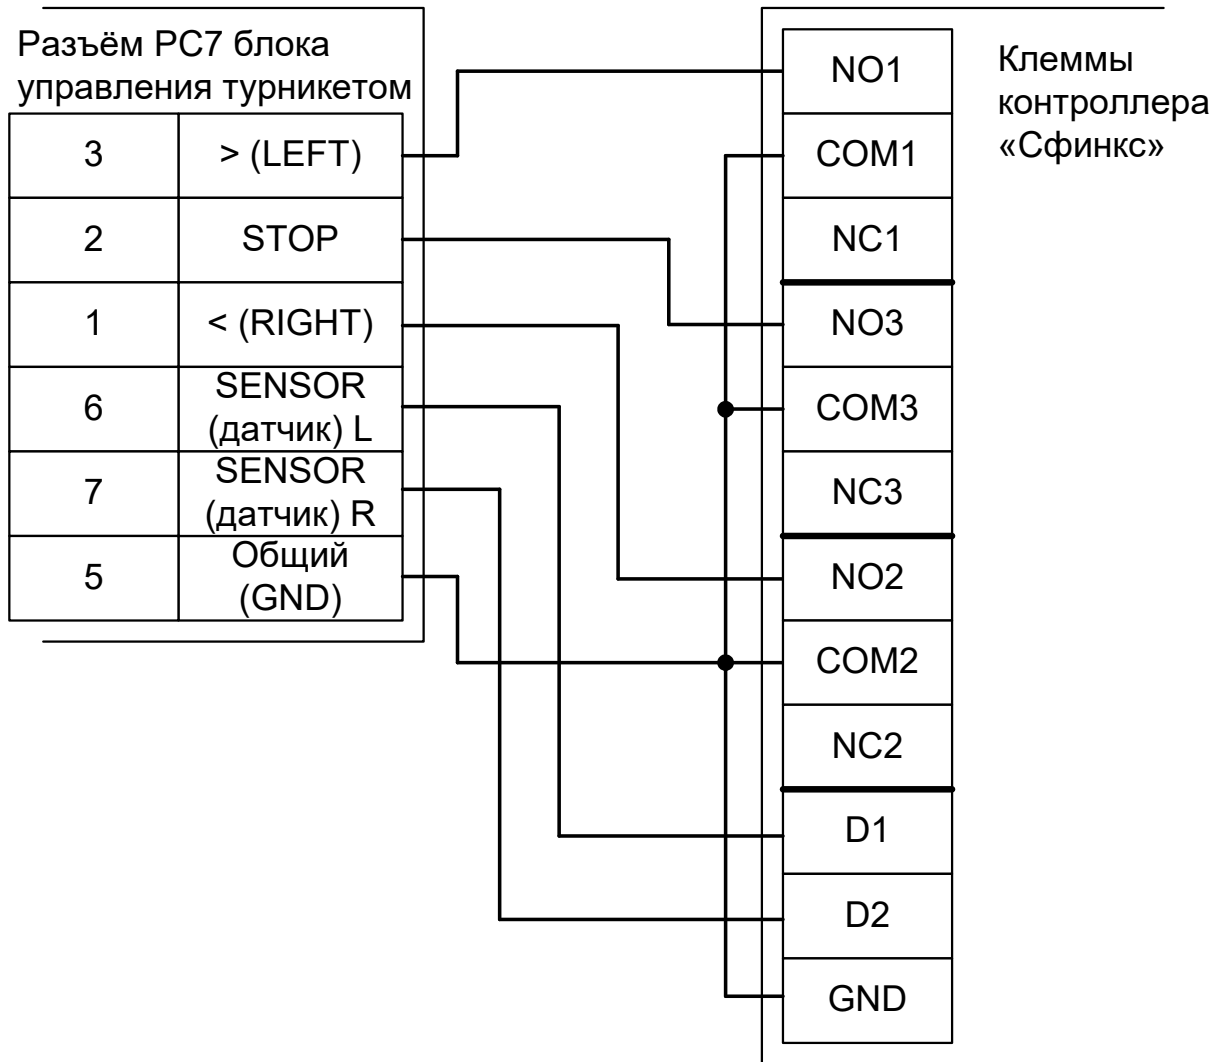 Разъём PC7 блока
управления турникетом
3 > (LEFT)
2 STOP
1 < (RIGHT)
6 SENSOR
(датчик) L
7 SENSOR
(датчик) R
5 Общий
(GND)
NO1
COM1
NC1
NO3
COM3
NC3
NO2
COM2
NC2
D1
D2
GND
Клеммы
контроллера
«Сфинкс»